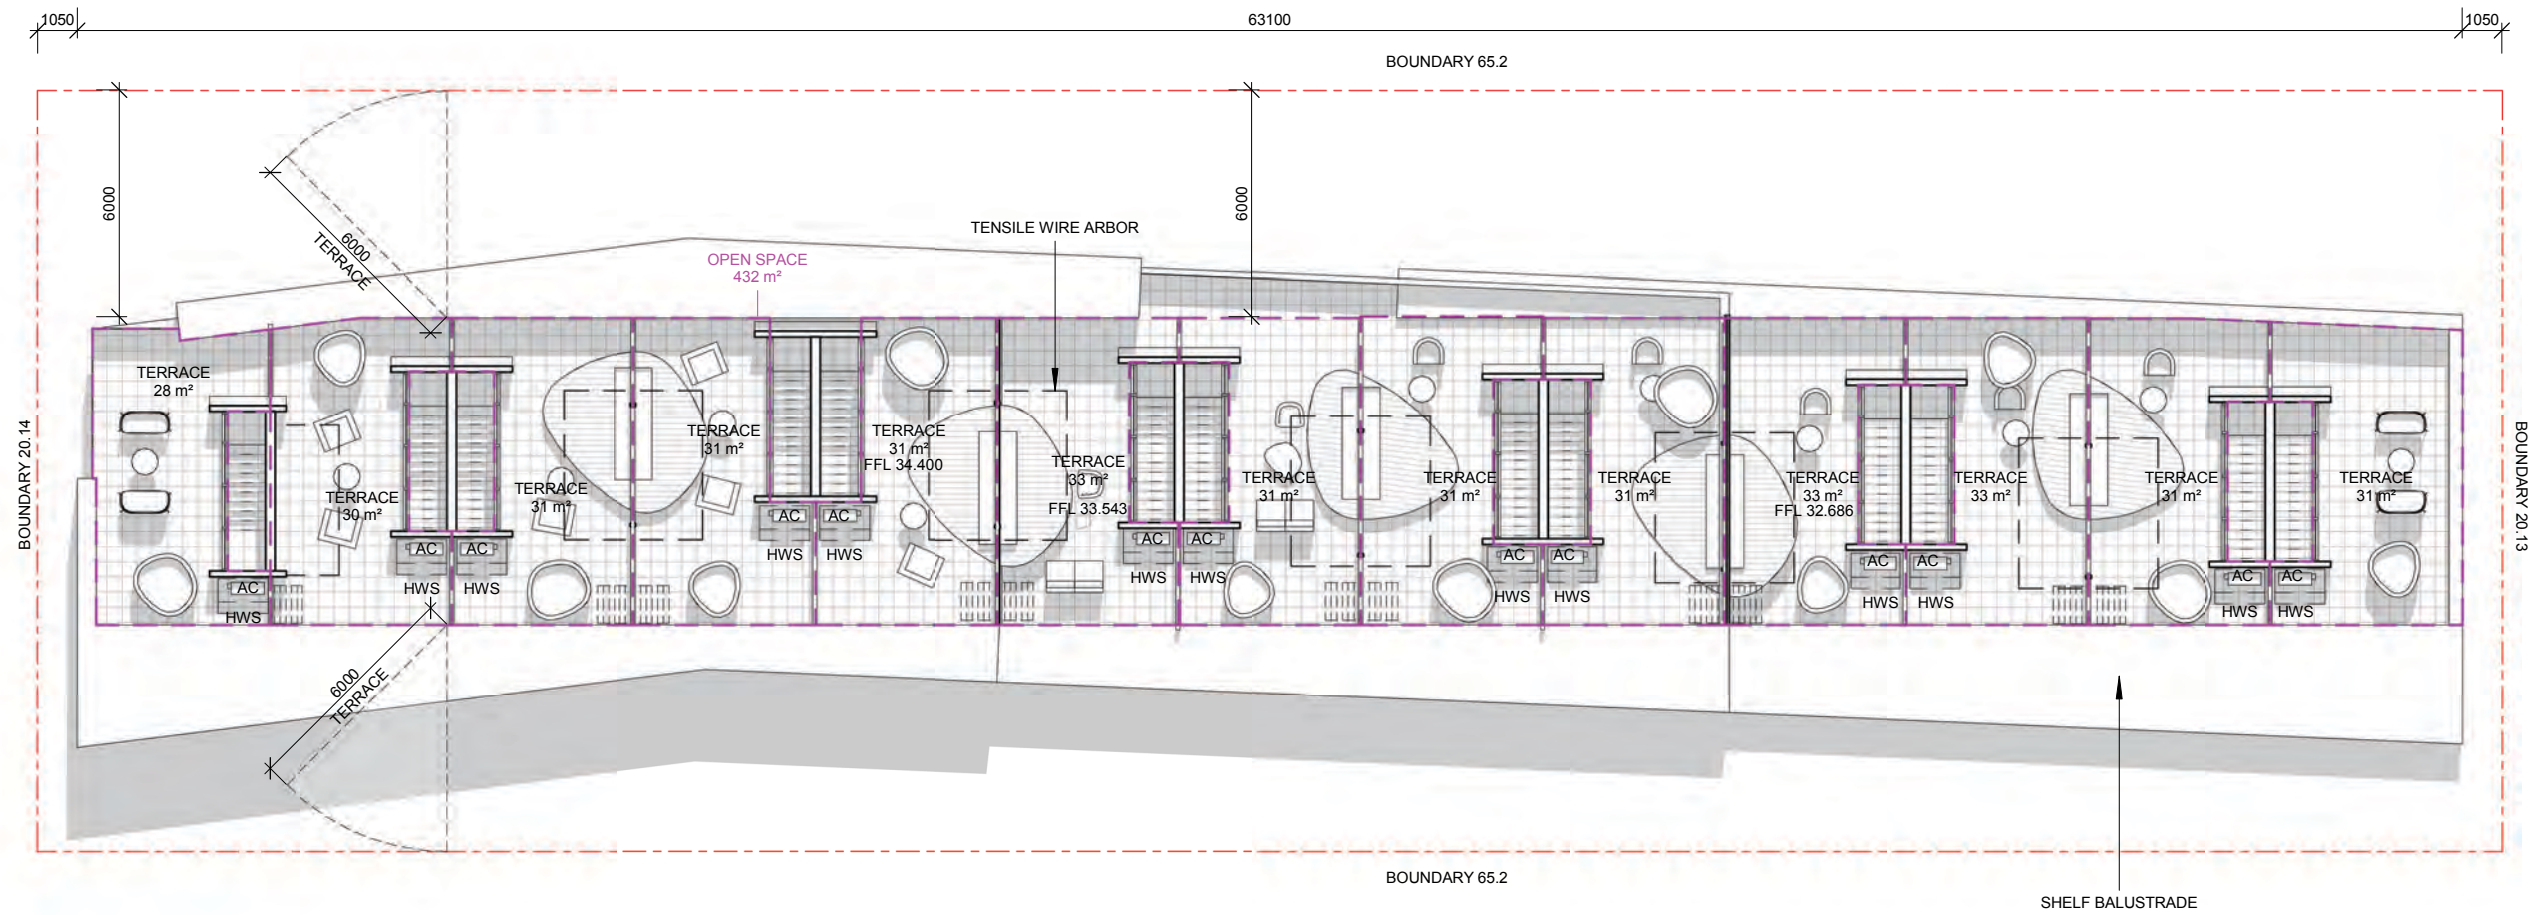 1050
63100
1050
BOUNDARY 65.2
6000
6000
TERRACE
6000
TENSILE WIRE ARBOR
OPEN SPACE
432 m²
TERRACE
28 m²
TERRACE
30 m²
TERRACE
31 m²
TERRACE
31 m²
TERRACE
31 m²
FFL 34.400
TERRACE
33 m²
FFL 33.543
TERRACE
31 m²
TERRACE
31 m²
TERRACE
31 m²
TERRACE
33 m²
FFL 32.686
TERRACE
33 m²
TERRACE
31 m²
TERRACE
31 m²
AC
HWS
AC
AC
HWS
HWS
AC
AC
HWS
HWS
AC
AC
HWS
HWS
AC
AC
HWS
HWS
AC
AC
HWS
HWS
AC
AC
HWS
HWS
BOUNDARY 20.14
BOUNDARY 20.13
6000
TERRACE
BOUNDARY 65.2
SHELF BALUSTRADE